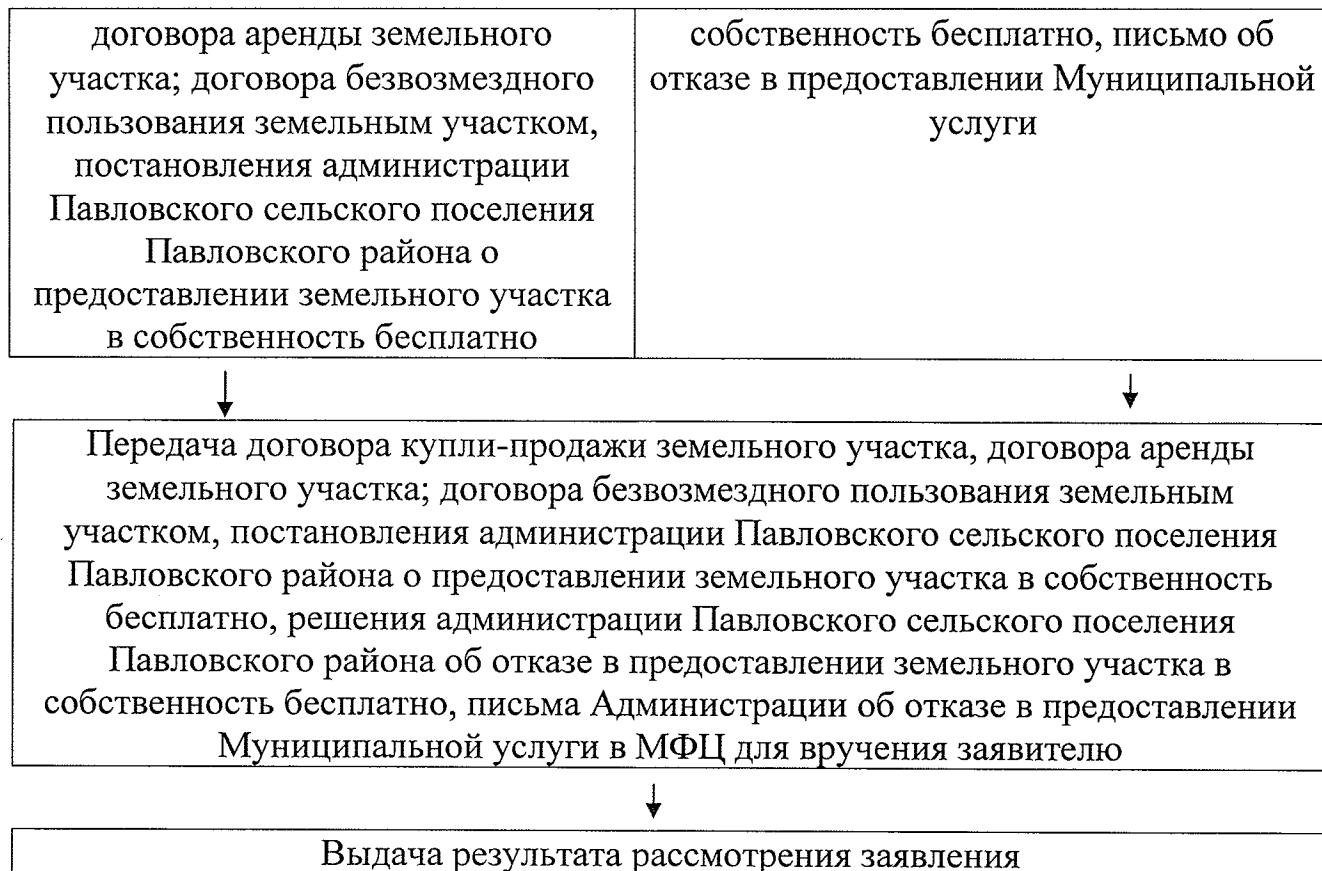 договора аренды земельного
участка; договора безвозмездного
пользования земельным участком,
постановления администрации
Павловского сельского поселения
Павловского района о
предоставлении земельного участка
в собственность бесплатно
собственность бесплатно, письмо об
отказе в предоставлении Муниципальной
услуги
Передача договора купли-продажи земельного участка, договора аренды
земельного участка; договора безвозмездного пользования земельным
участком, постановления администрации Павловского сельского поселения
Павловского района о предоставлении земельного участка в собственность
бесплатно, решения администрации Павловского сельского поселения
Павловского района об отказе в предоставлении земельного участка в
собственность бесплатно, письма Администрации об отказе в предоставлении
Муниципальной услуги в МФЦ для вручения заявителю
Выдача результата рассмотрения заявления